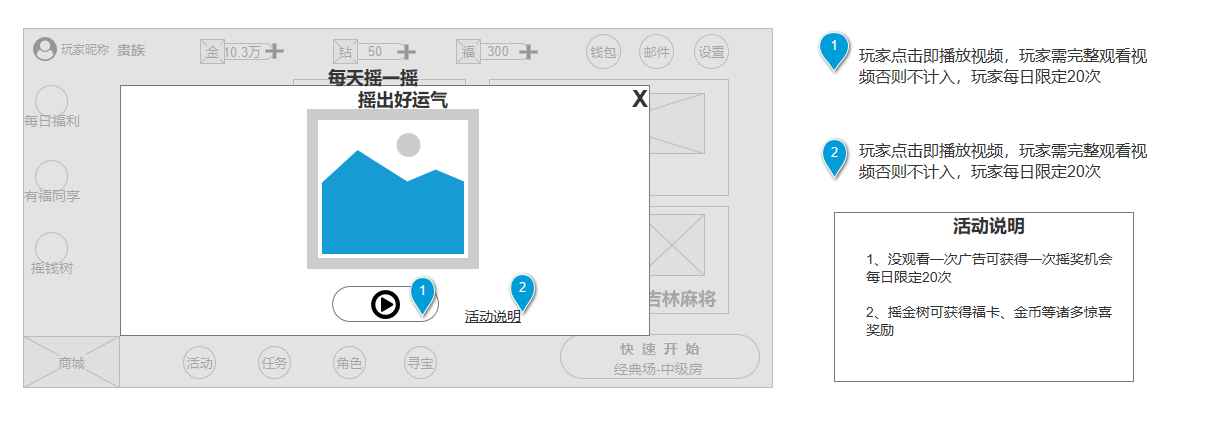 玩家昵称 贵族
金 10.3万
钻 50
福 300
钱包 邮件 设置
每天摇一摇
摇出好运气
X
每日福利
有福同享
摇钱树
吉林麻将
1
2
活动说明
商城
活动 任务 角色 寻宝
快 速 开 始
经典场-中级房
1
玩家点击即播放视频，玩家需完整观看视
频否则不计入，玩家每日限定20次
2
玩家点击即播放视频，玩家需完整观看视
频否则不计入，玩家每日限定20次
活动说明
1、没观看一次广告可获得一次摇奖机会
每日限定20次
2、摇金树可获得福卡、金币等诸多惊喜
奖励